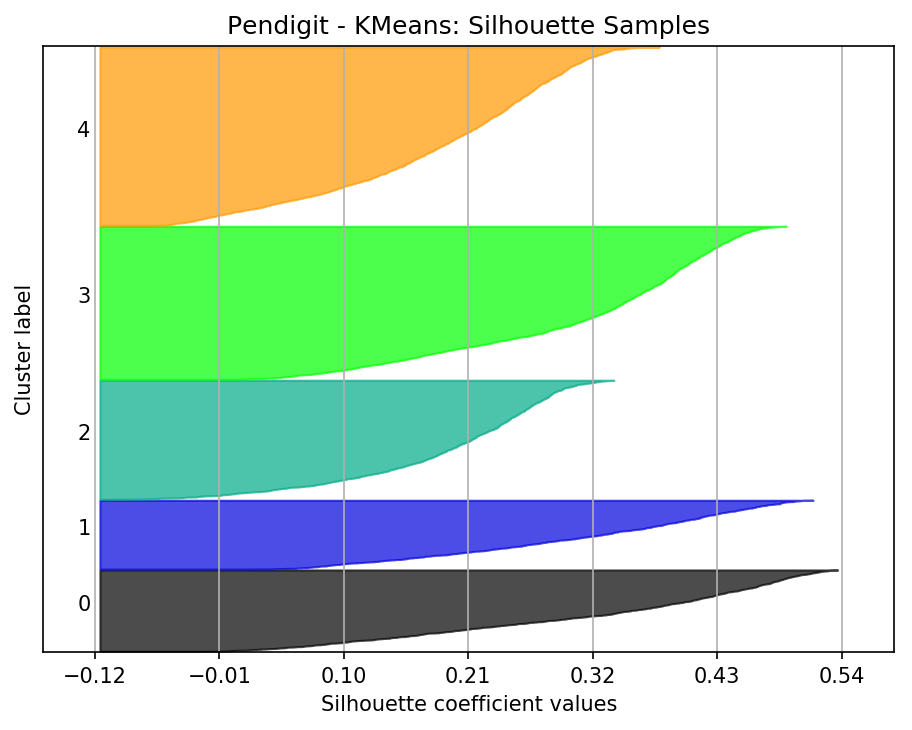 Pendigit - KMeans: Silhouette Samples
Cluster label
4
3
2
1
0
−0.12 −0.01 0.10 0.21 0.32 0.43 0.54
Silhouette coefficient values